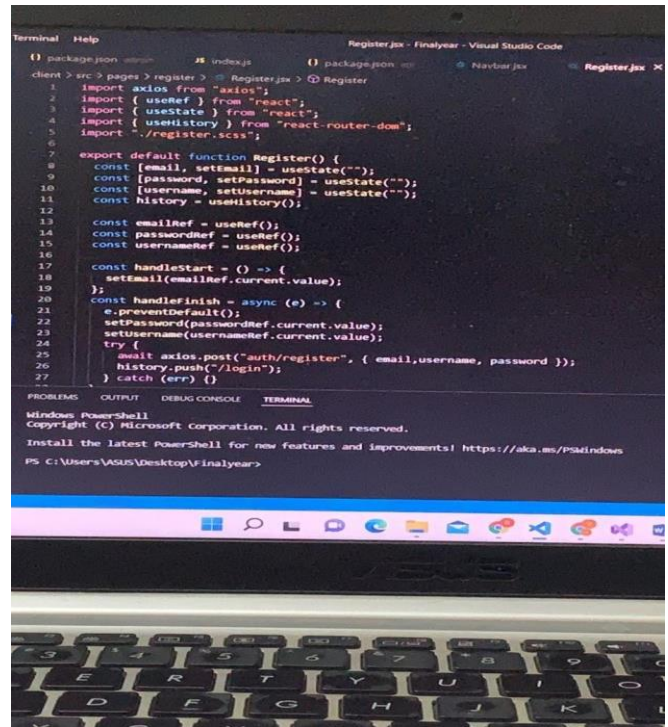 Terminal Help Register.jsx - Finalyear - Visual Studio Code
{} package.json JS index.js {} package.json Navbar.jsx Register.jsx ×
client > src > pages > register > Register.jsx > Register
1 import axios from "axios";
2 import { useRef } from "react";
3 import { useState } from "react";
4 import { useHistory } from "react-router-dom";
5 import "./register.scss";
6
7 export default function Register() {
8 const [email, setEmail] = useState("");
9 const [password, setPassword] = useState("");
10 const [username, setUsername] = useState("");
11 const history = useHistory();
12
13 const emailRef = useRef();
14 const passwordRef = useRef();
15 const usernameRef = useRef();
16
17 const handleStart = () => {
18 setEmail(emailRef.current.value);
19 };
20 const handleFinish = async (e) => {
21 e.preventDefault();
22 setPassword(passwordRef.current.value);
23 setUsername(usernameRef.current.value);
24 try {
25 await axios.post("auth/register", { email,username, password });
26 history.push("/login");
27 } catch (err) {}
PROBLEMS OUTPUT DEBUG CONSOLE TERMINAL
Windows PowerShell
Copyright (C) Microsoft Corporation. All rights reserved.
Install the latest PowerShell for new features and improvements! https://aka.ms/PSWindows
PS C:\Users\ASUS\Desktop\Finalyear>
ASUS
3 4 5 6 7 8 9
E R T Y U I O
D F G H J K L